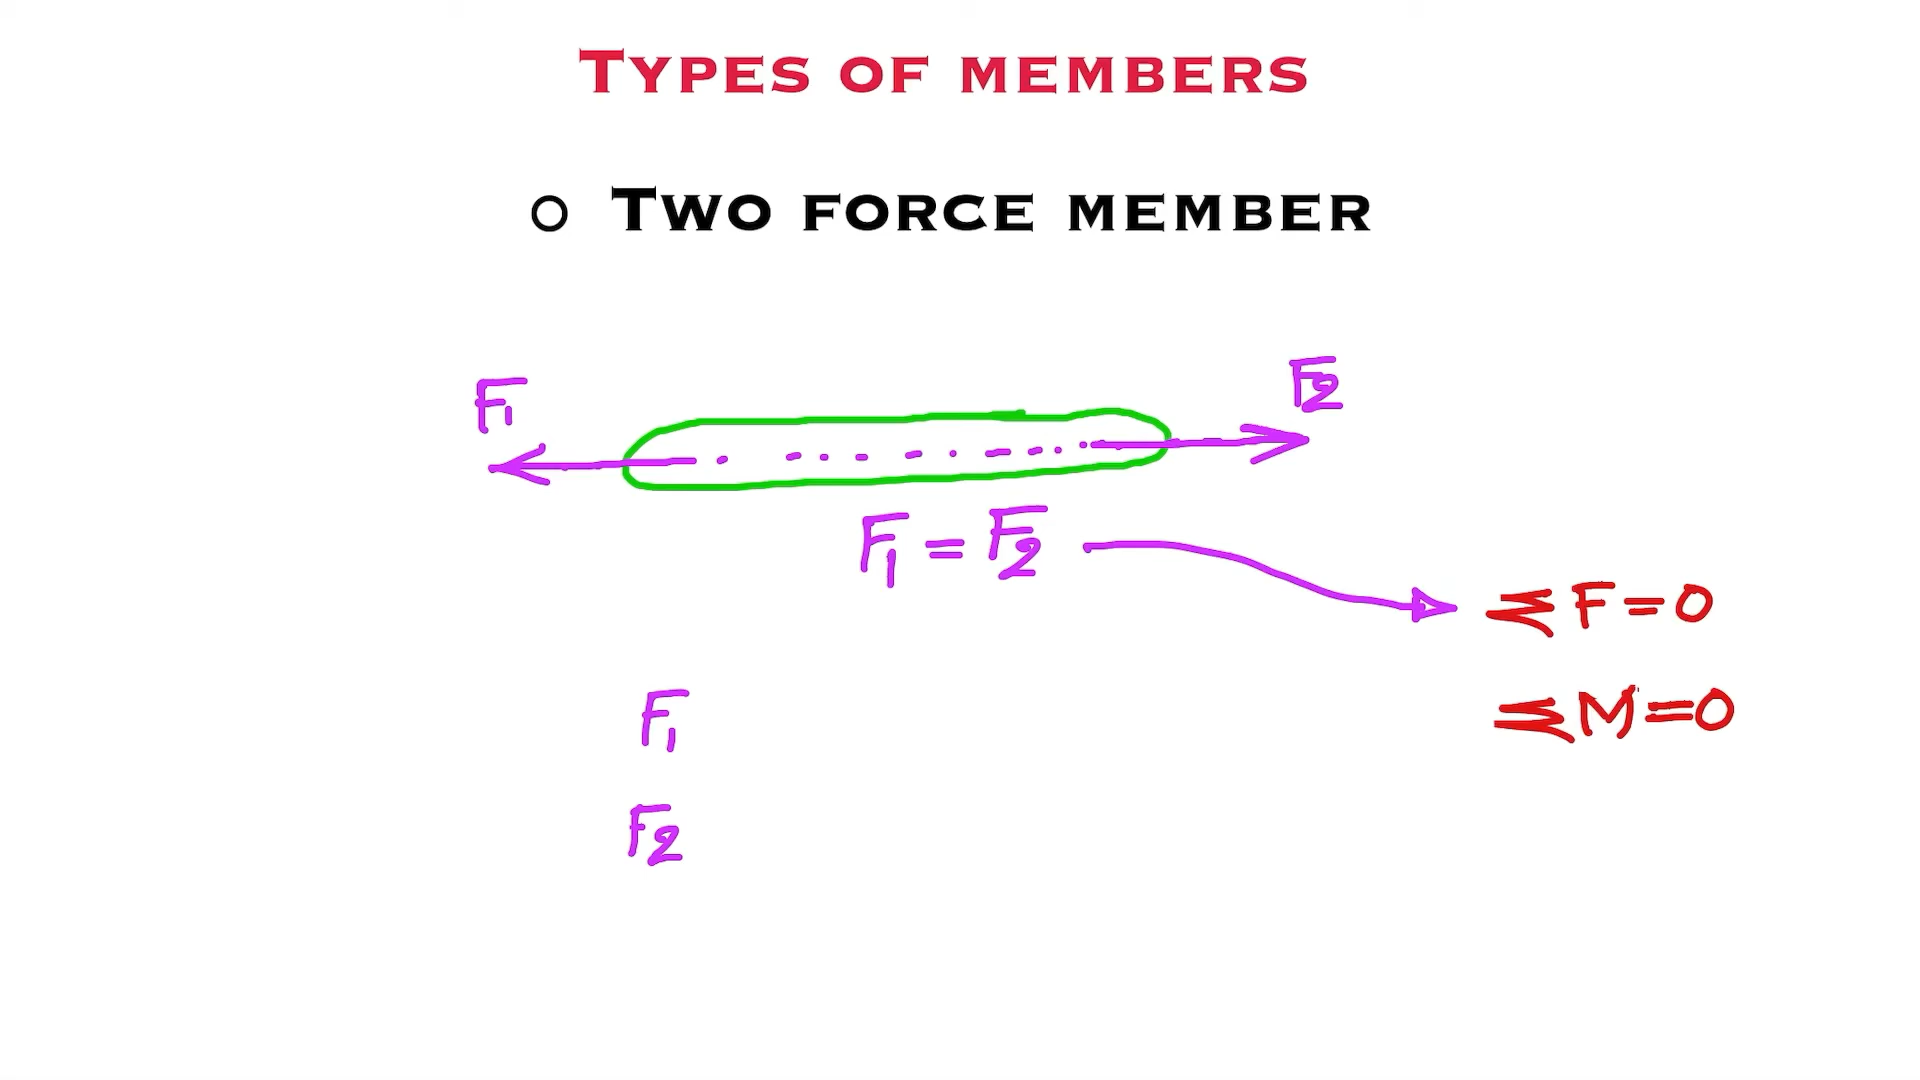 TYPES OF MEMBERS
○ TWO FORCE MEMBER
F₁ F₂
F₁ = F₂
ΣF=0
F₁
ΣM=0
F₂